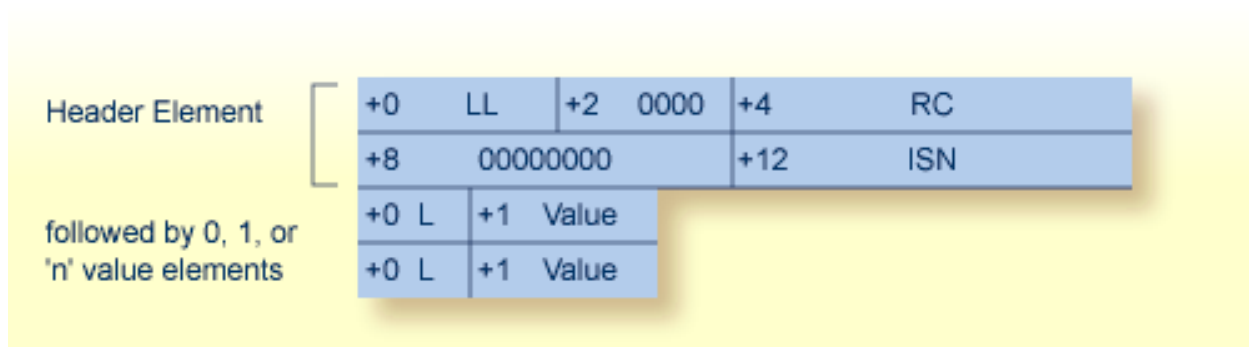 Header Element
+0 LL +2 0000 +4 RC
+8 00000000 +12 ISN
followed by 0, 1, or
'n' value elements
+0 L +1 Value
+0 L +1 Value